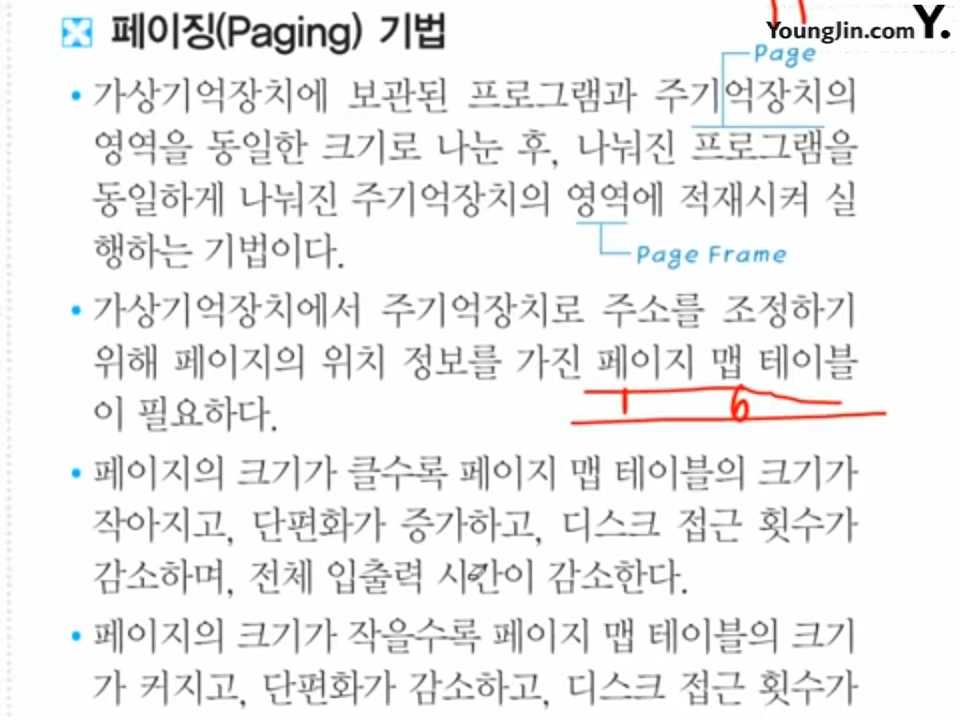 페이징(Paging) 기법
YoungJin.com Y.
Page
• 가상기억장치에 보관된 프로그램과 주기억장치의
영역을 동일한 크기로 나눈 후, 나눠진 프로그램을
동일하게 나눠진 주기억장치의 영역에 적재시켜 실
행하는 기법이다.
Page Frame
• 가상기억장치에서 주기억장치로 주소를 조정하기
위해 페이지의 위치 정보를 가진 페이지 맵 테이블
이 필요하다.
1 6
• 페이지의 크기가 클수록 페이지 맵 테이블의 크기가
작아지고, 단편화가 증가하고, 디스크 접근 횟수가
감소하며, 전체 입출력 시간이 감소한다.
• 페이지의 크기가 작을수록 페이지 맵 테이블의 크기
가 커지고, 단편화가 감소하고, 디스크 접근 횟수가